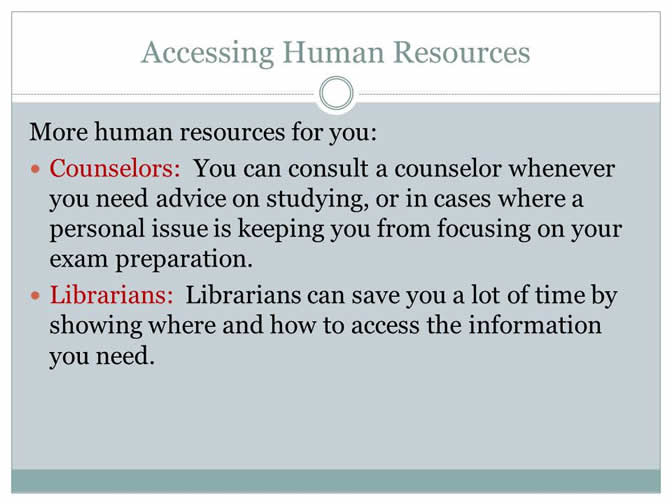 Accessing Human Resources
More human resources for you:
• Counselors: You can consult a counselor whenever
you need advice on studying, or in cases where a
personal issue is keeping you from focusing on your
exam preparation.
• Librarians: Librarians can save you a lot of time by
showing where and how to access the information
you need.